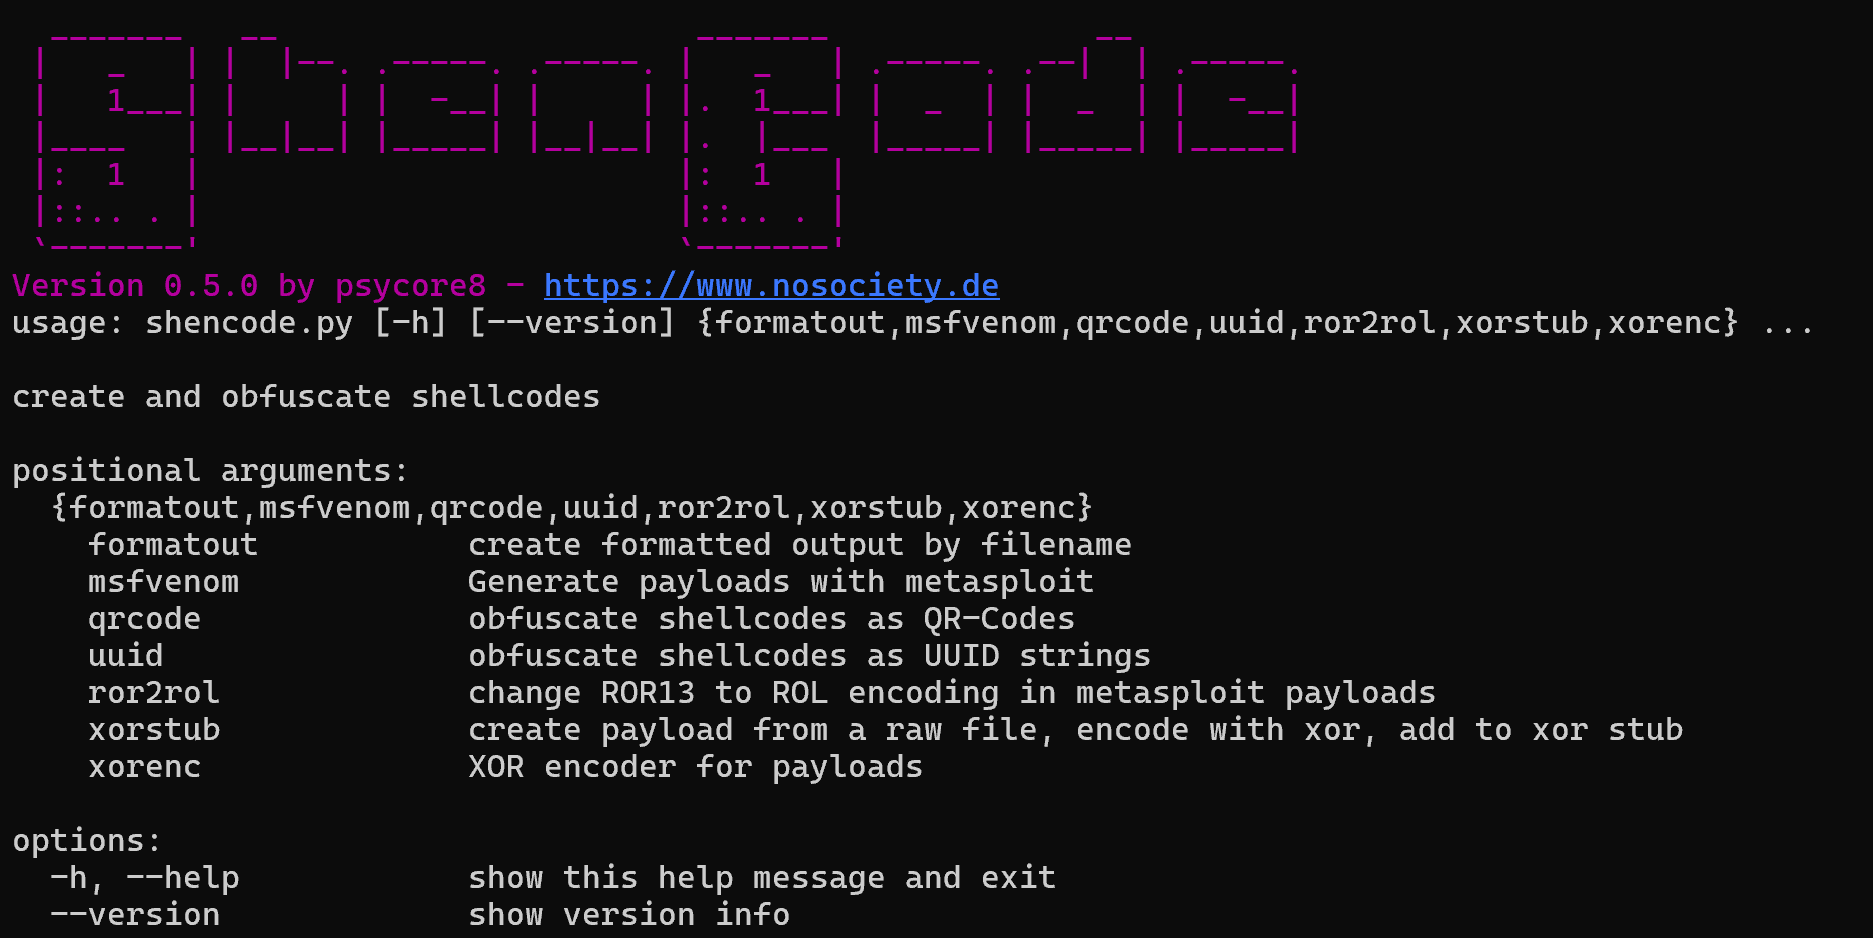 ShenCode
Version 0.5.0 by psycore8 - https://www.nosociety.de
usage: shencode.py [-h] [--version] {formatout,msfvenom,qrcode,uuid,ror2rol,xorstub,xorenc} ...
create and obfuscate shellcodes
positional arguments:
{formatout,msfvenom,qrcode,uuid,ror2rol,xorstub,xorenc}
formatout create formatted output by filename
msfvenom Generate payloads with metasploit
qrcode obfuscate shellcodes as QR-Codes
uuid obfuscate shellcodes as UUID strings
ror2rol change ROR13 to ROL encoding in metasploit payloads
xorstub create payload from a raw file, encode with xor, add to xor stub
xorenc XOR encoder for payloads
options:
-h, --help show this help message and exit
--version show version info